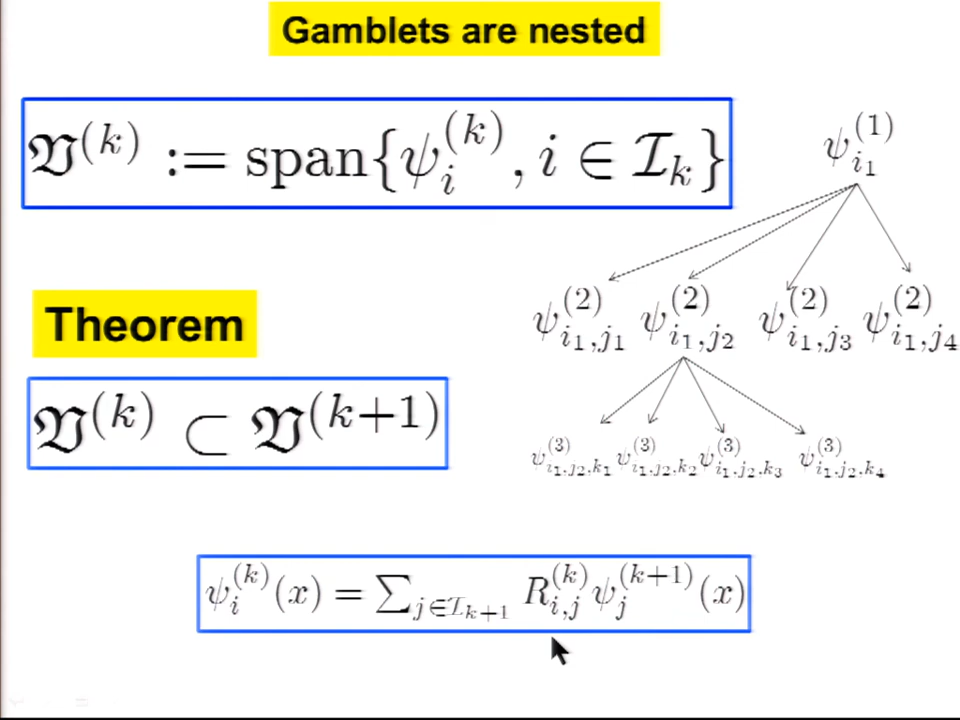 Gamblets are nested
𝔙^{(k)} := span{ψ_i^{(k)}, i ∈ ℐ_k}
ψ_{i_1}^{(1)}
ψ_{i_1,j_1}^{(2)} ψ_{i_1,j_2}^{(2)} ψ_{i_1,j_3}^{(2)} ψ_{i_1,j_4}^{(2)}
Theorem
𝔙^{(k)} ⊂ 𝔙^{(k+1)}
ψ_{i_1,j_2,k_1}^{(3)} ψ_{i_1,j_2,k_2}^{(3)} ψ_{i_1,j_2,k_3}^{(3)} ψ_{i_1,j_2,k_4}^{(3)}
ψ_i^{(k)}(x) = ∑_{j∈ℐ_{k+1}} R_{i,j}^{(k)} ψ_j^{(k+1)}(x)